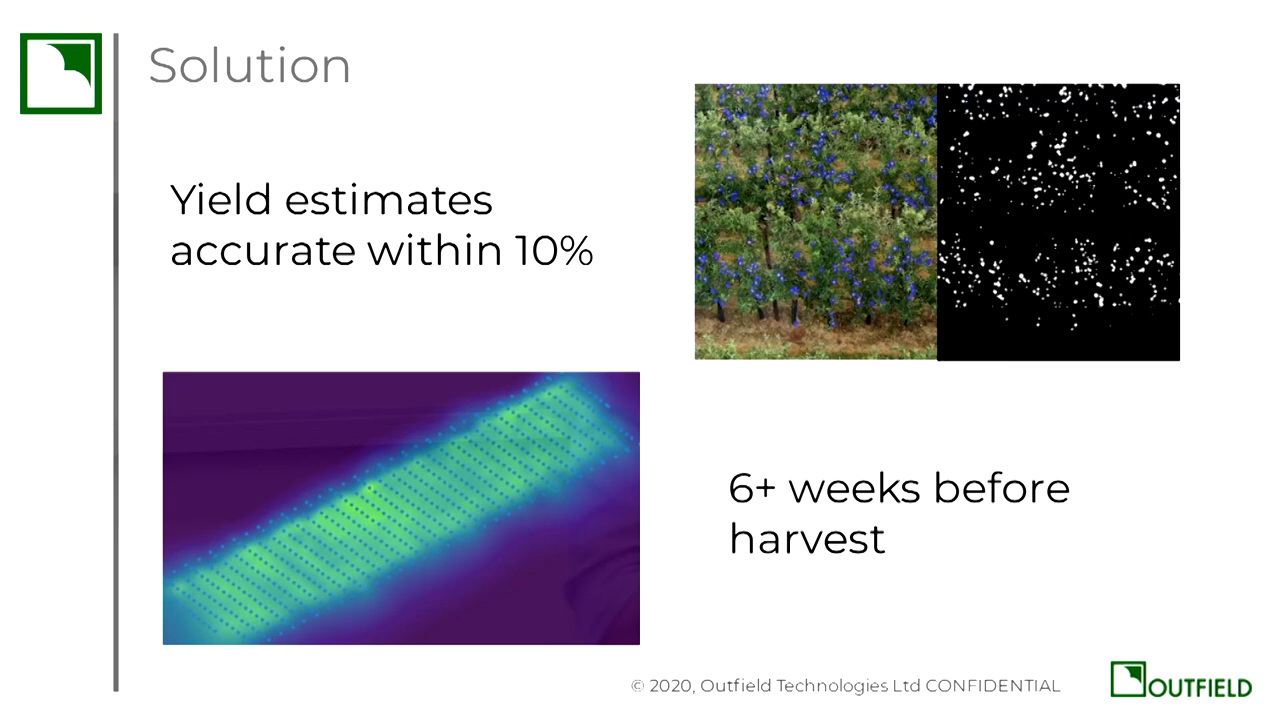 Solution
Yield estimates
accurate within 10%
6+ weeks before
harvest
© 2020, Outfield Technologies Ltd CONFIDENTIAL
OUTFIELD